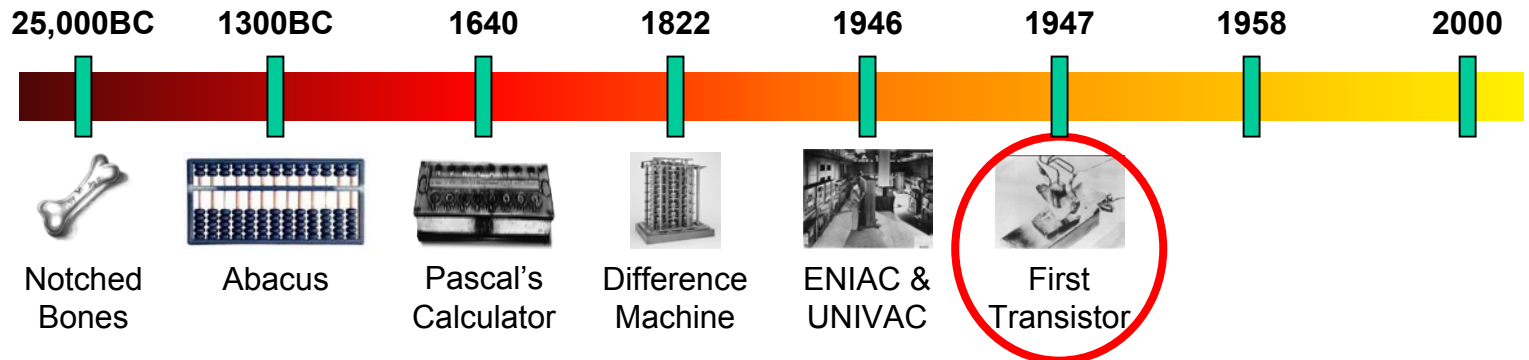 25,000BC 1300BC 1640 1822 1946 1947 1958 2000
Notched
Bones
Abacus
Pascal’s
Calculator
Difference
Machine
ENIAC &
UNIVAC
First
Transistor